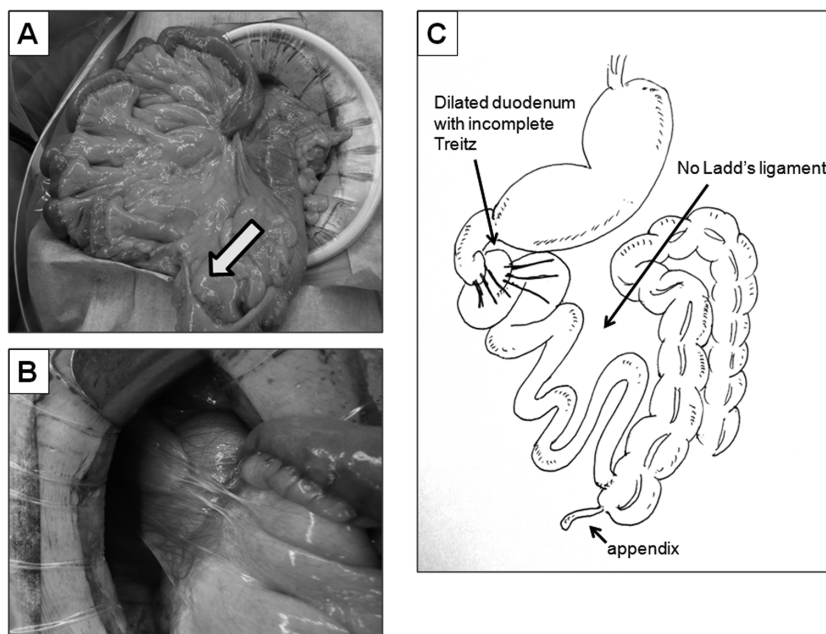 A
B
C
Dilated duodenum
with incomplete
Treitz
No Ladd's ligament
appendix